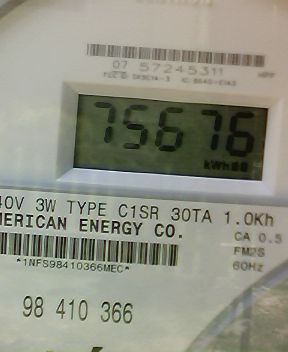 07 57245311
75676
kWh
40V 3W TYPE C1SR 30TA 1.0Kh
MERICAN ENERGY CO.
CA 0.5
FM2S
*1NFS98410366MEC*
60Hz
98 410 366